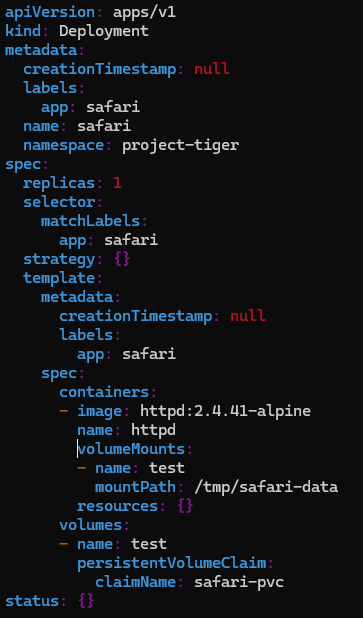 apiVersion: apps/v1
kind: Deployment
metadata:
  creationTimestamp: null
  labels:
    app: safari
  name: safari
  namespace: project-tiger
spec:
  replicas: 1
  selector:
    matchLabels:
      app: safari
  strategy: {}
  template:
    metadata:
      creationTimestamp: null
      labels:
        app: safari
    spec:
      containers:
      - image: httpd:2.4.41-alpine
        name: httpd
        volumeMounts:
        - name: test
          mountPath: /tmp/safari-data
        resources: {}
      volumes:
      - name: test
        persistentVolumeClaim:
          claimName: safari-pvc
status: {}